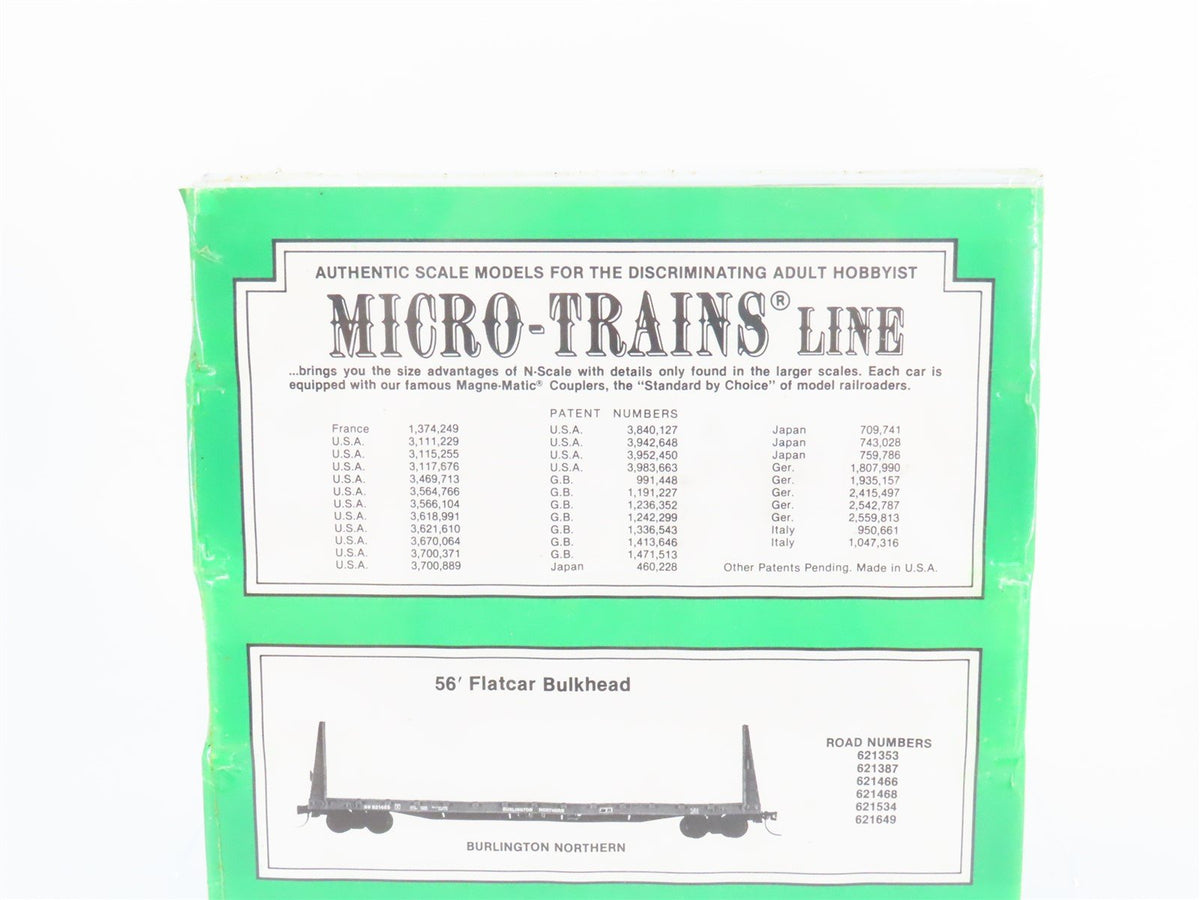 AUTHENTIC SCALE MODELS FOR THE DISCRIMINATING ADULT HOBBYIST
MICRO-TRAINS® LINE
...brings you the size advantages of N-Scale with details only found in the larger scales. Each car is
equipped with our famous Magne-Matic® Couplers, the "Standard by Choice" of model railroaders.
PATENT NUMBERS
France 1,374,249 U.S.A. 3,840,127 Japan 709,741
U.S.A. 3,111,229 U.S.A. 3,942,648 Japan 743,028
U.S.A. 3,115,255 U.S.A. 3,952,450 Japan 759,786
U.S.A. 3,117,676 U.S.A. 3,983,663 Ger. 1,807,990
U.S.A. 3,469,713 G.B. 991,448 Ger. 1,935,157
U.S.A. 3,564,766 G.B. 1,191,227 Ger. 2,415,497
U.S.A. 3,566,104 G.B. 1,236,352 Ger. 2,542,787
U.S.A. 3,618,991 G.B. 1,242,299 Ger. 2,559,813
U.S.A. 3,621,610 G.B. 1,336,543 Italy 950,661
U.S.A. 3,670,064 G.B. 1,413,646 Italy 1,047,316
U.S.A. 3,700,371 G.B. 1,471,513
U.S.A. 3,700,889 Japan 460,228 Other Patents Pending. Made in U.S.A.
56' Flatcar Bulkhead
ROAD NUMBERS
621353
621387
621466
621468
621534
621649
BURLINGTON NORTHERN
BURLINGTON NORTHERN